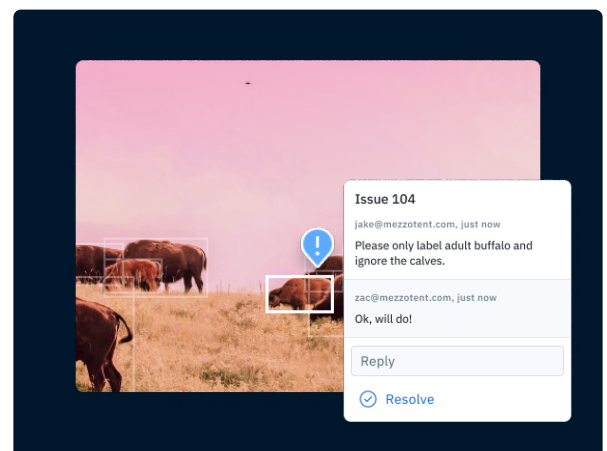 Issue 104
jake@mezzotent.com, just now
Please only label adult buffalo and
ignore the calves.
zac@mezzotent.com, just now
Ok, will do!
Reply
Resolve